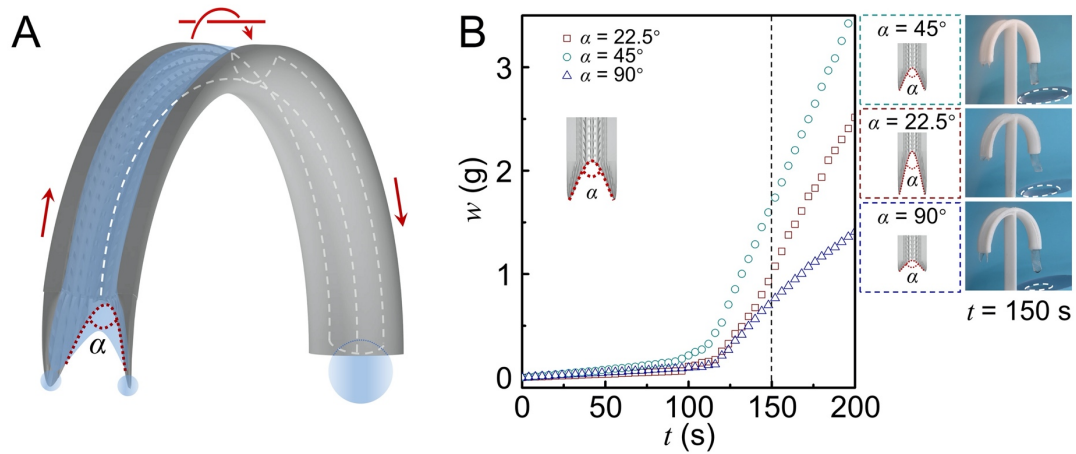 A
α
B
w (g)
3
2
1
0
0
50
100
150
200
t (s)
α = 22.5°
α = 45°
α = 90°
α
α = 45°
α
α = 22.5°
α
α = 90°
α
t = 150 s